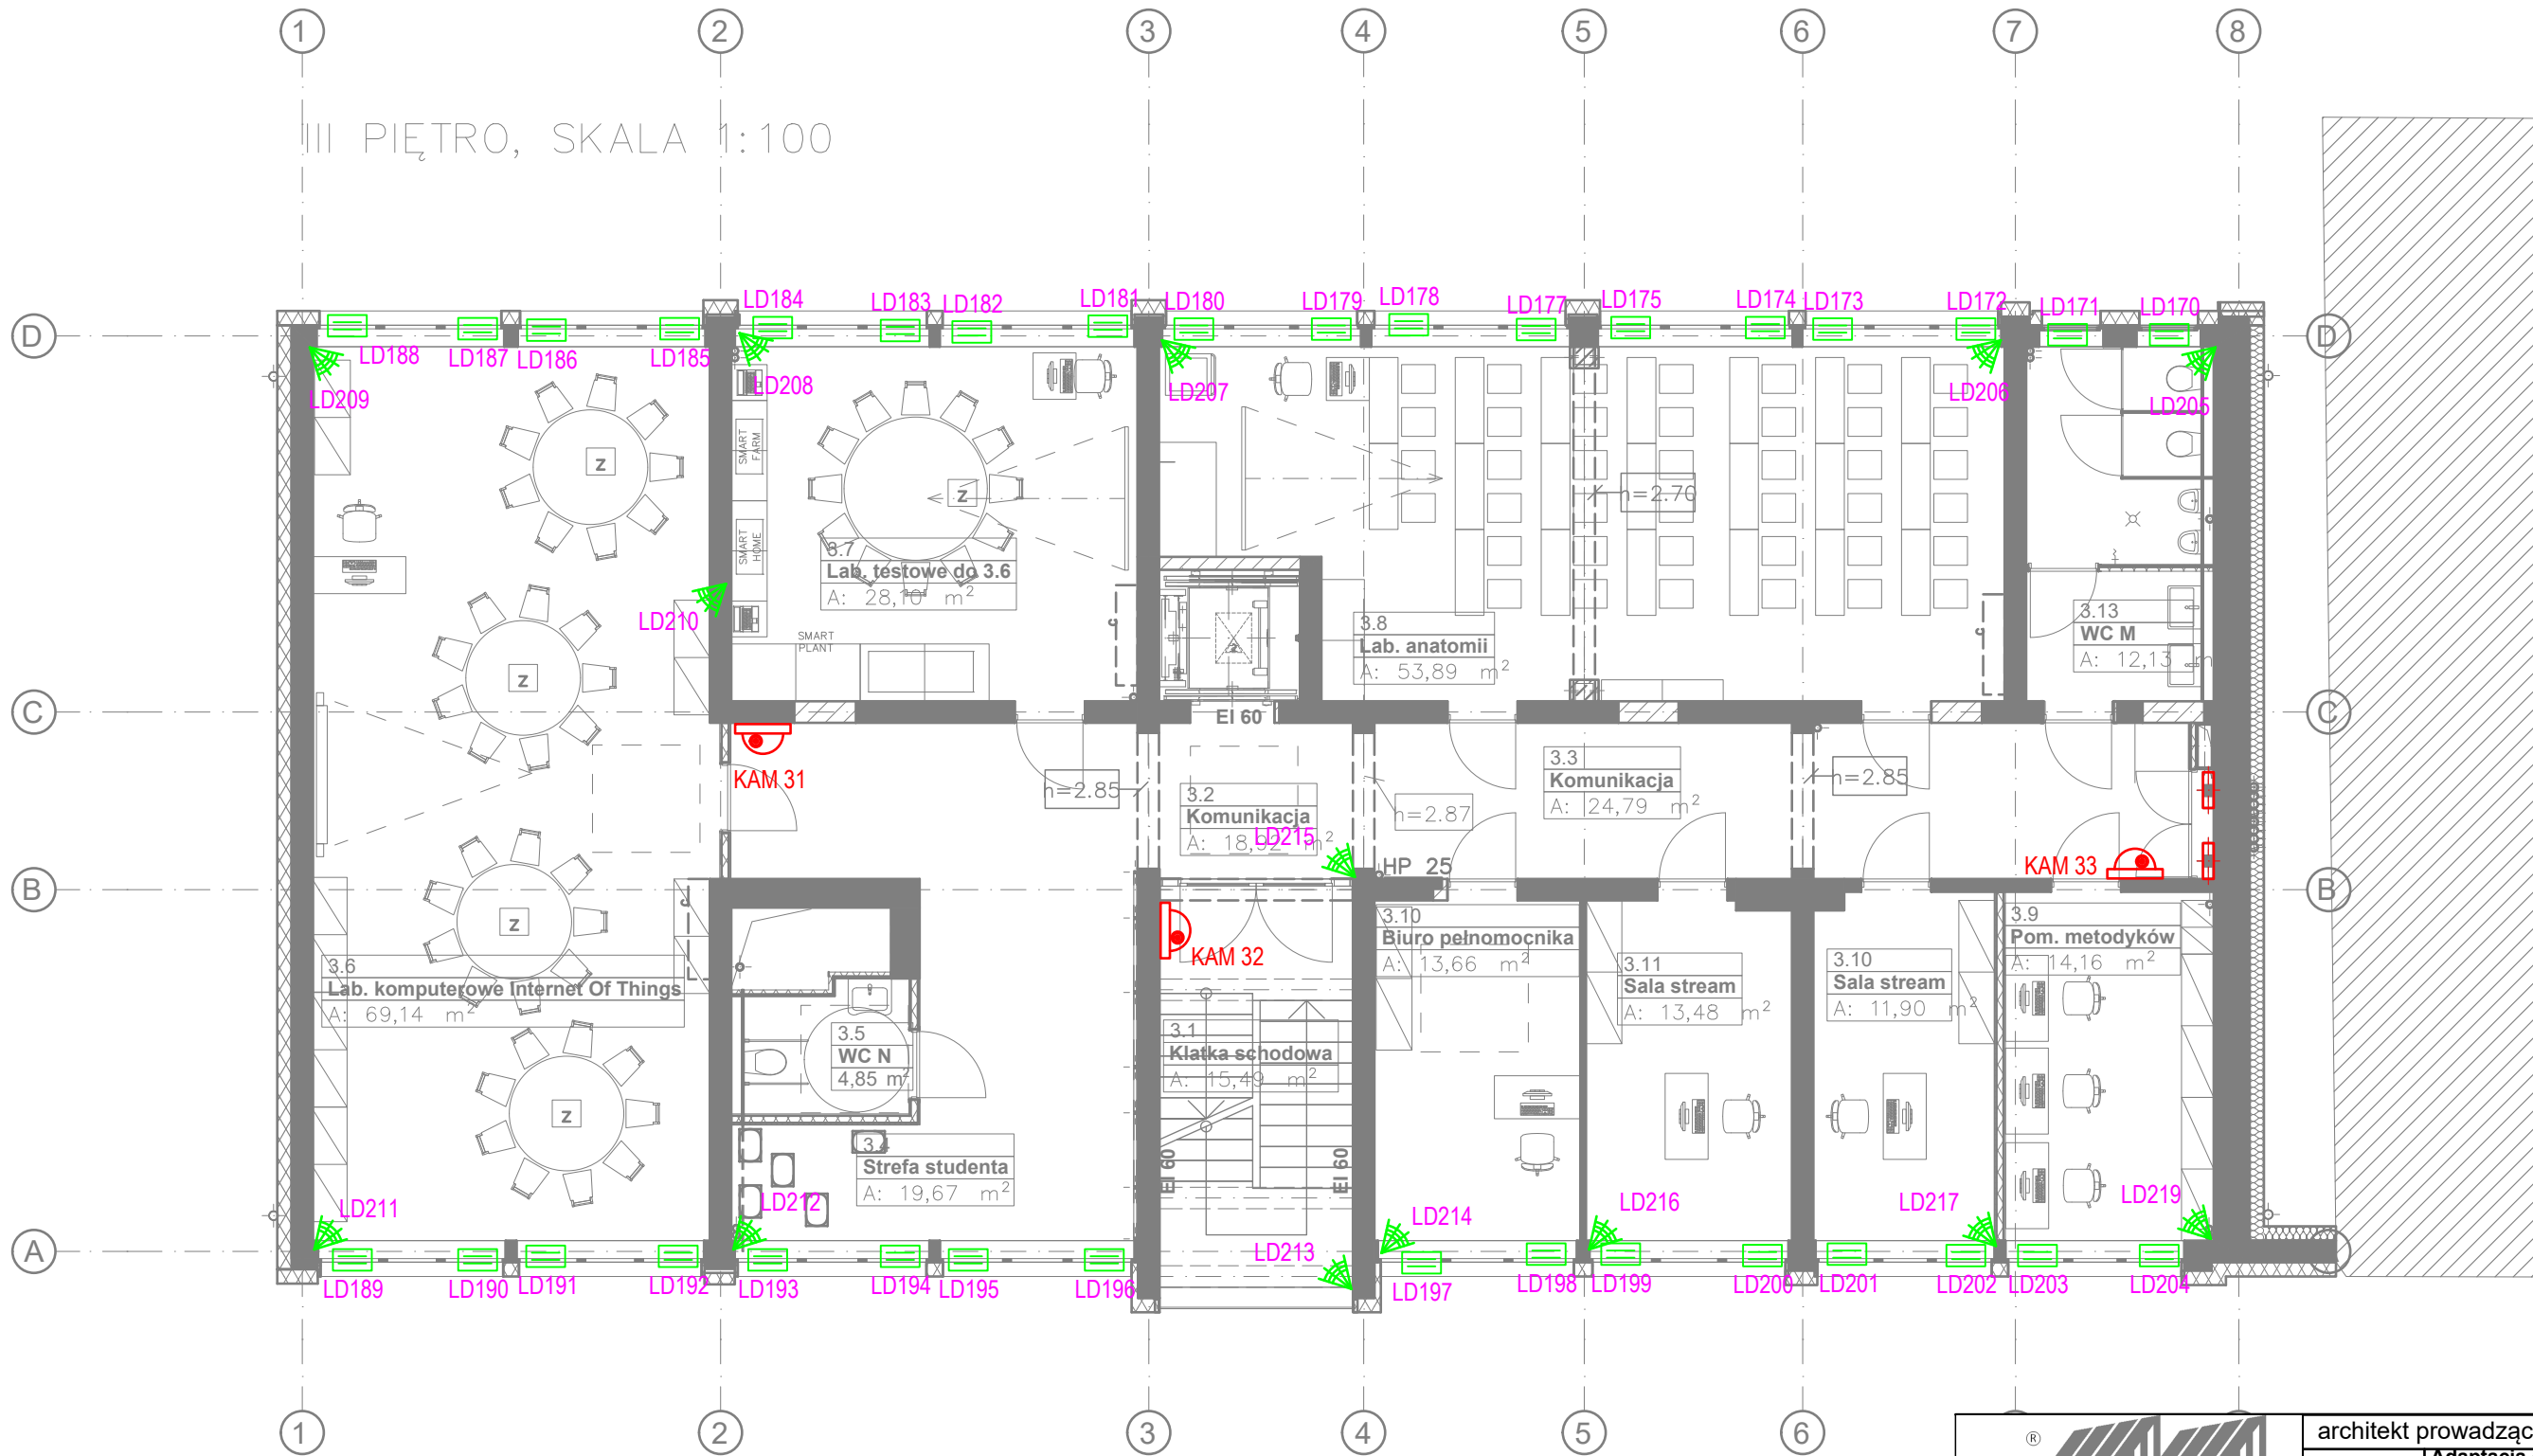 1 2 3 4 5 6 7 8
III PIĘTRO, SKALA 1:100
LD184 LD183 LD182 LD181 LD180 LD179 LD178 LD177 LD175 LD174 LD173 LD172 LD171 LD170
D D
LD188 LD187 LD186 LD185
LD209 LD208 LD207 LD206 LD205
SMART FARM
SMART HOME
z
z
h=2.70
3.7
Lab. testowe do 3.6
A: 28,10 m²
LD210
SMART
PLANT
c
3.8
Lab. anatomii
A: 53,89 m²
c
3.13
WC M
A: 12,13 m
z
C C
EI 60
KAM 31
h=2.85
3.2
Komunikacja
A: 18,92 m²
LD215
h=2.87
3.3
Komunikacja
A: 24,79 m²
h=2.85
HP 25
KAM 33
B B
c
z
KAM 32
3.10
Biuro pełnomocnika
A: 13,66 m²
3.11
Sala stream
A: 13,48 m²
3.10
Sala stream
A: 11,90 m²
3.9
Pom. metodyków
A: 14,16 m²
3.6
Lab. komputerowe Internet Of Things
A: 69,14 m²
3.5
WC N
4,85 m²
3.1
Klatka schodowa
A: 15,49 m²
z
3.4
Strefa studenta
A: 19,67 m²
EI 60 EI 60
LD211 LD212 LD213 LD214 LD216 LD217 LD219
A
LD189 LD190 LD191 LD192 LD193 LD194 LD195 LD196 LD197 LD198 LD199 LD200 LD201 LD202 LD203 LD204
1 2 3 4 5 6
®
architekt prowadząc
Adaptacja